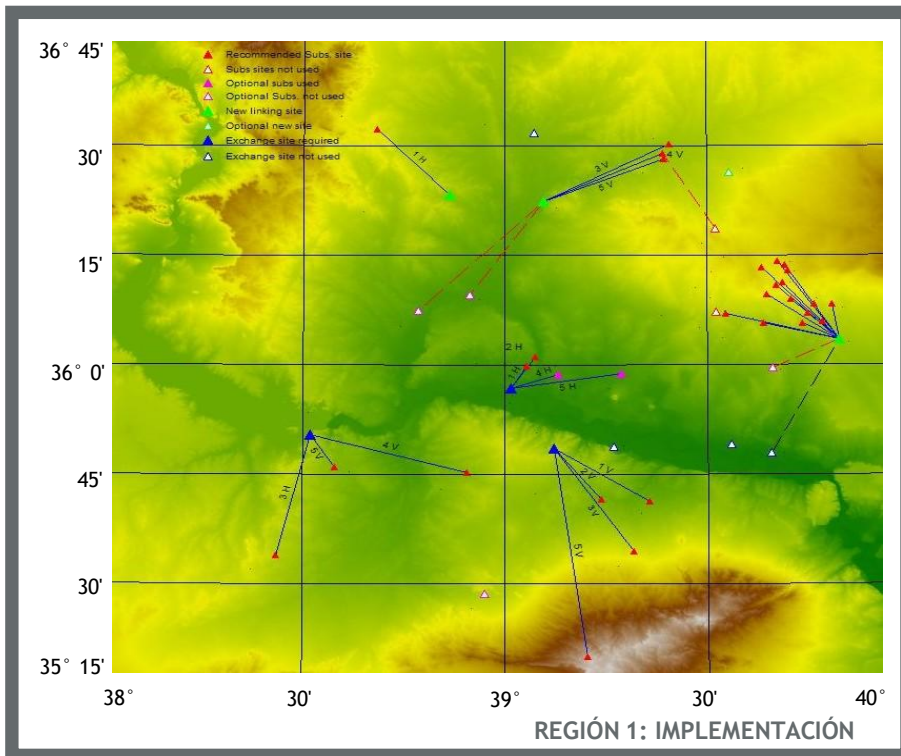 36° 45'
Recommended Subs. site
Subs sites not used
Optional subs used
Optional Subs. not used
New linking site
Optional new site
Exchange site required
Exchange site not used
1 H
3 V
4 V
5 V
30'
15'
2 H
1 H
4 H
5 H
36° 0'
4 V
5 V
3 H
1 V
2 V
3 V
5 V
45'
30'
35° 15'
38° 30' 39° 30' 40°
REGIÓN 1: IMPLEMENTACIÓN